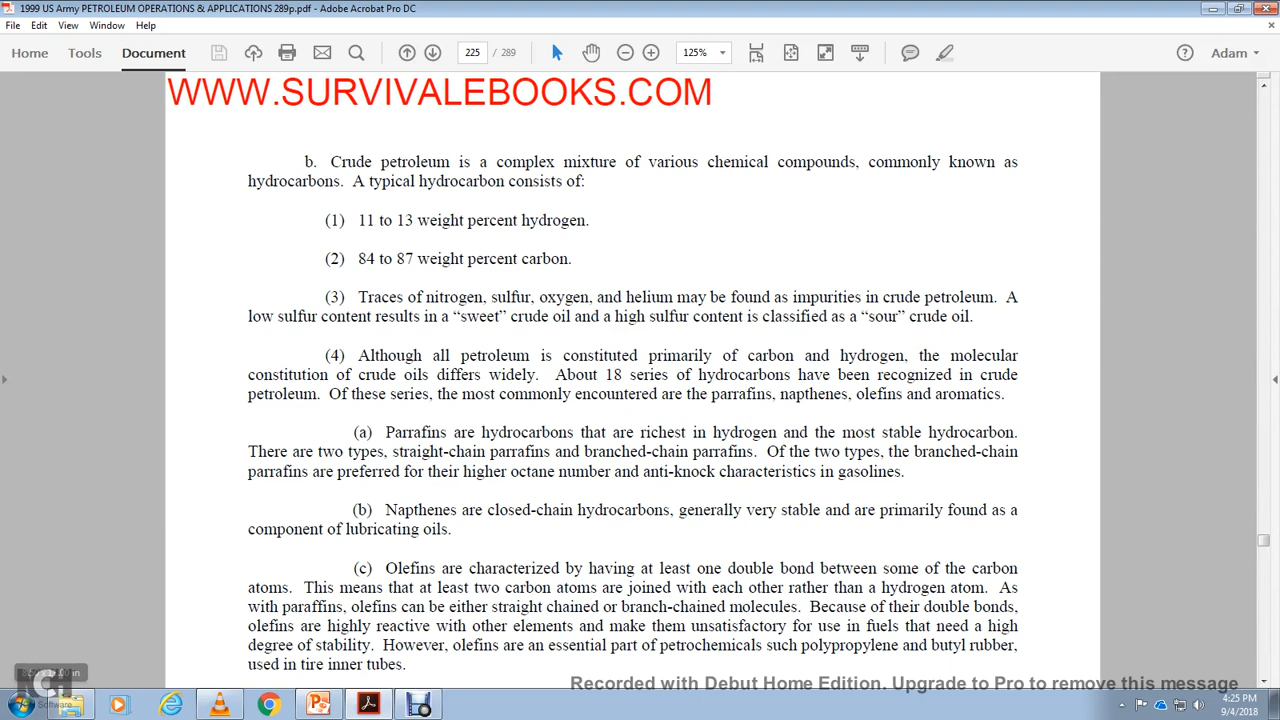 1999 US Army PETROLEUM OPERATIONS & APPLICATIONS 289p.pdf - Adobe Acrobat Pro DC
File Edit View Window Help
Home Tools Document 225 / 289 125% Adam
WWW.SURVIVALEBOOKS.COM
b. Crude petroleum is a complex mixture of various chemical compounds, commonly known as
hydrocarbons. A typical hydrocarbon consists of:
(1) 11 to 13 weight percent hydrogen.
(2) 84 to 87 weight percent carbon.
(3) Traces of nitrogen, sulfur, oxygen, and helium may be found as impurities in crude petroleum. A
low sulfur content results in a “sweet” crude oil and a high sulfur content is classified as a “sour” crude oil.
(4) Although all petroleum is constituted primarily of carbon and hydrogen, the molecular
constitution of crude oils differs widely. About 18 series of hydrocarbons have been recognized in crude
petroleum. Of these series, the most commonly encountered are the parrafins, napthenes, olefins and aromatics.
(a) Parrafins are hydrocarbons that are richest in hydrogen and the most stable hydrocarbon.
There are two types, straight-chain parrafins and branched-chain parrafins. Of the two types, the branched-chain
parrafins are preferred for their higher octane number and anti-knock characteristics in gasolines.
(b) Napthenes are closed-chain hydrocarbons, generally very stable and are primarily found as a
component of lubricating oils.
(c) Olefins are characterized by having at least one double bond between some of the carbon
atoms. This means that at least two carbon atoms are joined with each other rather than a hydrogen atom. As
with paraffins, olefins can be either straight chained or branch-chained molecules. Because of their double bonds,
olefins are highly reactive with other elements and make them unsatisfactory for use in fuels that need a high
degree of stability. However, olefins are an essential part of petrochemicals such polypropylene and butyl rubber,
used in tire inner tubes.
Recorded with Debut Home Edition. Upgrade to Pro to remove this message
Software
4:25 PM
9/4/2018